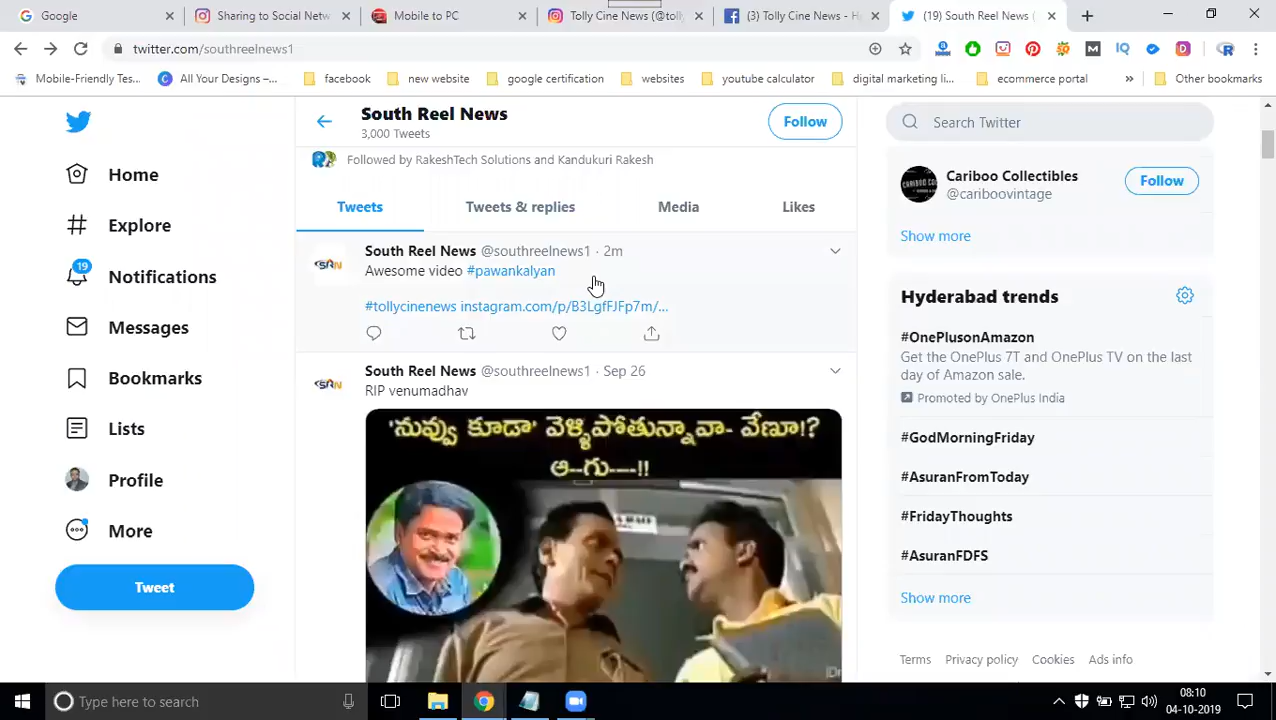 Google
Sharing to Social Netw
Mobile to PC
Tolly Cine News (@tolly
(3) Tolly Cine News - H
(19) South Reel News (
twitter.com/southreelnews1
Mobile-Friendly Tes...
All Your Designs –...
facebook
new website
google certification
websites
youtube calculator
digital marketing li...
ecommerce portal
»
Other bookmarks
South Reel News
3,000 Tweets
Follow
Followed by RakeshTech Solutions and Kandukuri Rakesh
Tweets
Tweets & replies
Media
Likes
Home
Explore
19
Notifications
Messages
Bookmarks
Lists
Profile
More
Tweet
South Reel News @southreelnews1 · 2m
Awesome video #pawankalyan
#tollycinenews instagram.com/p/B3LgfFJFp7m/...
South Reel News @southreelnews1 · Sep 26
RIP venumadhav
'నువ్వు కూడా' వెళ్ళిపోతున్నావా- వేణూ!?
ఆ--గు----!!
Search Twitter
Cariboo Collectibles
@cariboovintage
Follow
Show more
Hyderabad trends
#OnePlusonAmazon
Get the OnePlus 7T and OnePlus TV on the last
day of Amazon sale.
Promoted by OnePlus India
#GodMorningFriday
#AsuranFromToday
#FridayThoughts
#AsuranFDFS
Show more
Terms Privacy policy Cookies Ads info
Type here to search
08:10
04-10-2019